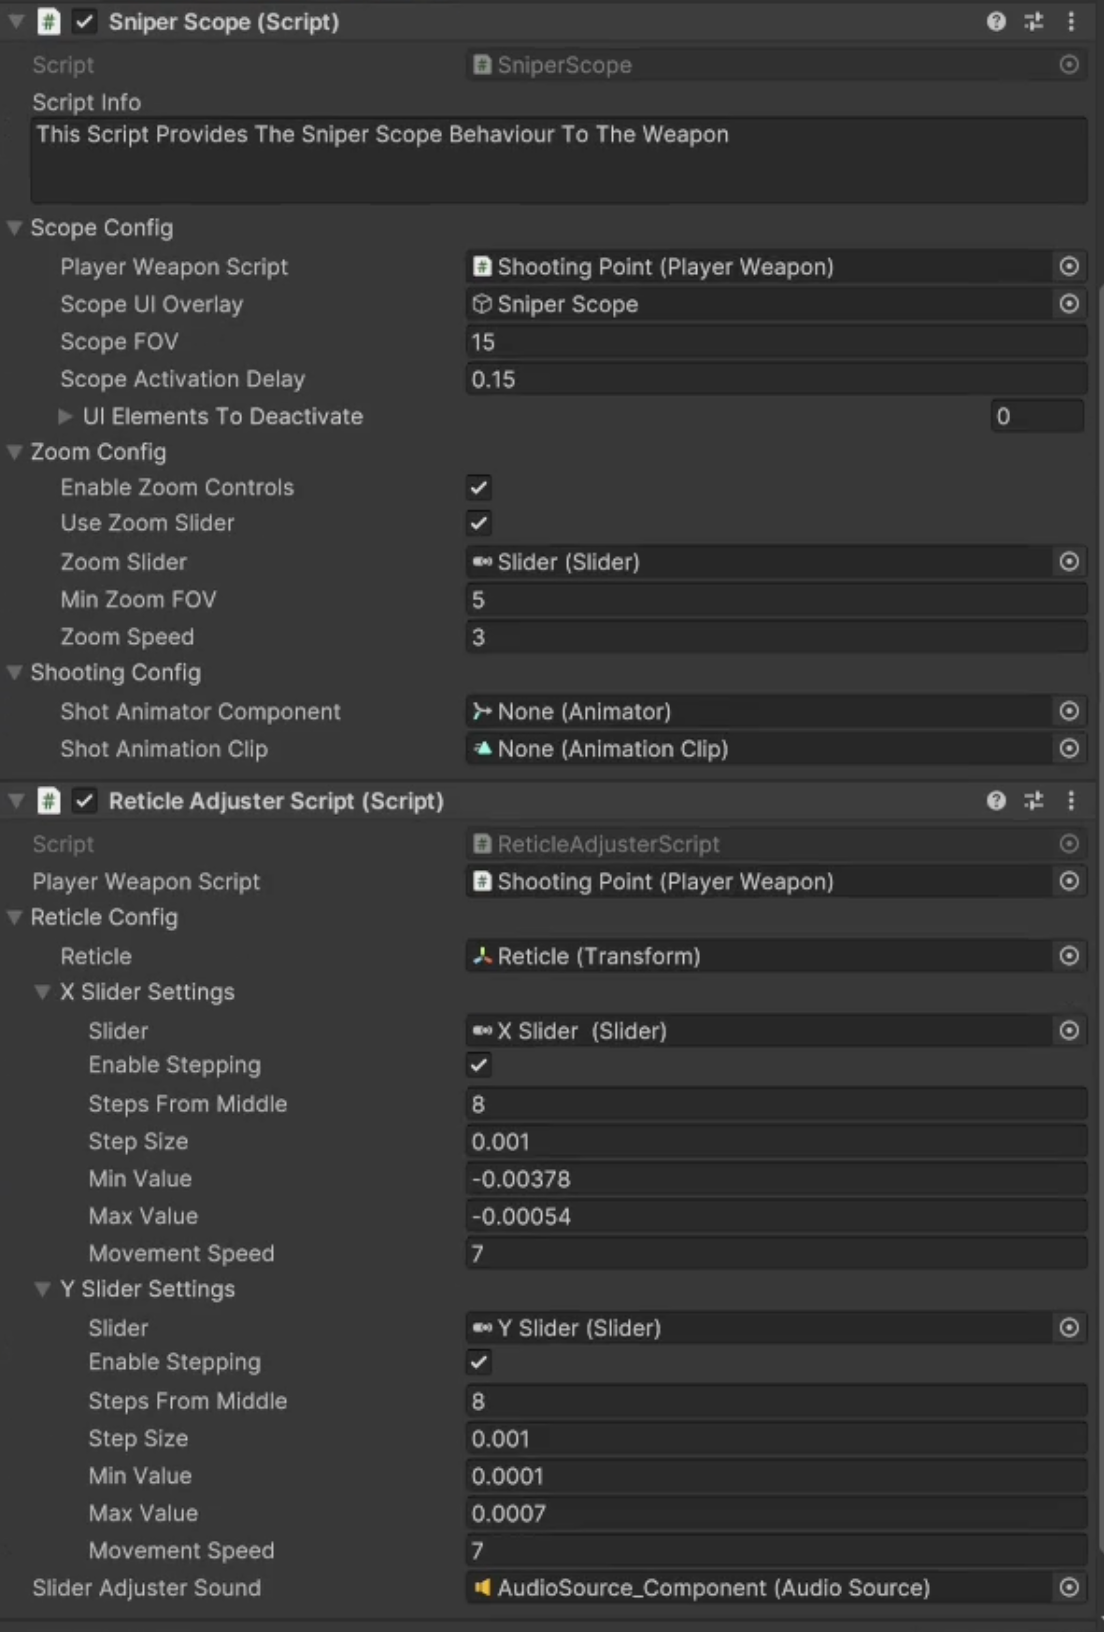 Sniper Scope (Script)
Script SniperScope
Script Info
This Script Provides The Sniper Scope Behaviour To The Weapon
Scope Config
Player Weapon Script Shooting Point (Player Weapon)
Scope UI Overlay Sniper Scope
Scope FOV 15
Scope Activation Delay 0.15
UI Elements To Deactivate 0
Zoom Config
Enable Zoom Controls
Use Zoom Slider
Zoom Slider Slider (Slider)
Min Zoom FOV 5
Zoom Speed 3
Shooting Config
Shot Animator Component None (Animator)
Shot Animation Clip None (Animation Clip)
Reticle Adjuster Script (Script)
Script ReticleAdjusterScript
Player Weapon Script Shooting Point (Player Weapon)
Reticle Config
Reticle Reticle (Transform)
X Slider Settings
Slider X Slider (Slider)
Enable Stepping
Steps From Middle 8
Step Size 0.001
Min Value -0.00378
Max Value -0.00054
Movement Speed 7
Y Slider Settings
Slider Y Slider (Slider)
Enable Stepping
Steps From Middle 8
Step Size 0.001
Min Value 0.0001
Max Value 0.0007
Movement Speed 7
Slider Adjuster Sound AudioSource_Component (Audio Source)